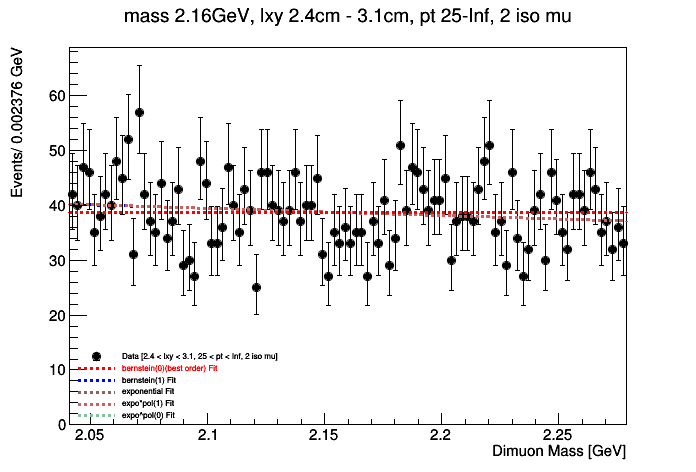 mass 2.16GeV, lxy 2.4cm - 3.1cm, pt 25-Inf, 2 iso mu
Events/ 0.002376 GeV
60
50
40
30
20
10
0
Data [2.4 < lxy < 3.1, 25 < pt < Inf, 2 iso mu]
bernstein(0)(best order) Fit
bernstein(1) Fit
exponential Fit
expo*pol(1) Fit
expo^pol(0) Fit
2.05 2.1 2.15 2.2 2.25
Dimuon Mass [GeV]